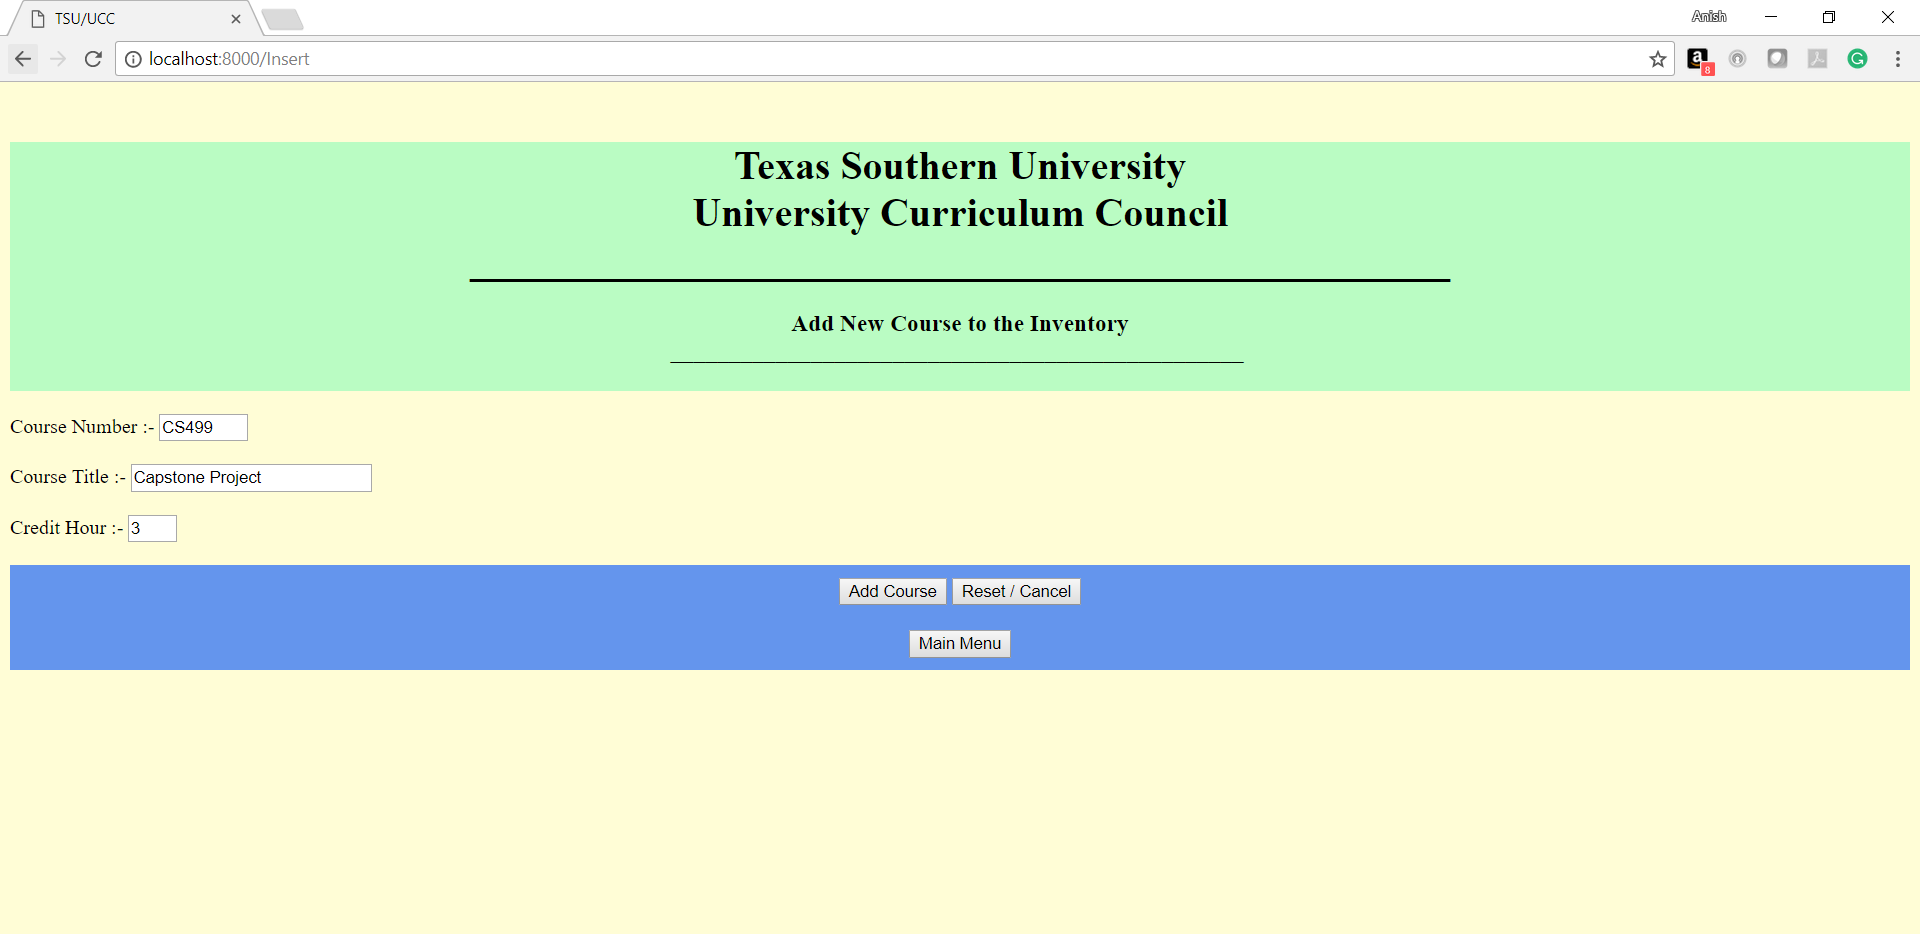 TSU/UCC
Anish
localhost:8000/Insert
8
Texas Southern University
University Curriculum Council
Add New Course to the Inventory
Course Number :- CS499
Course Title :- Capstone Project
Credit Hour :- 3
Add Course Reset / Cancel
Main Menu